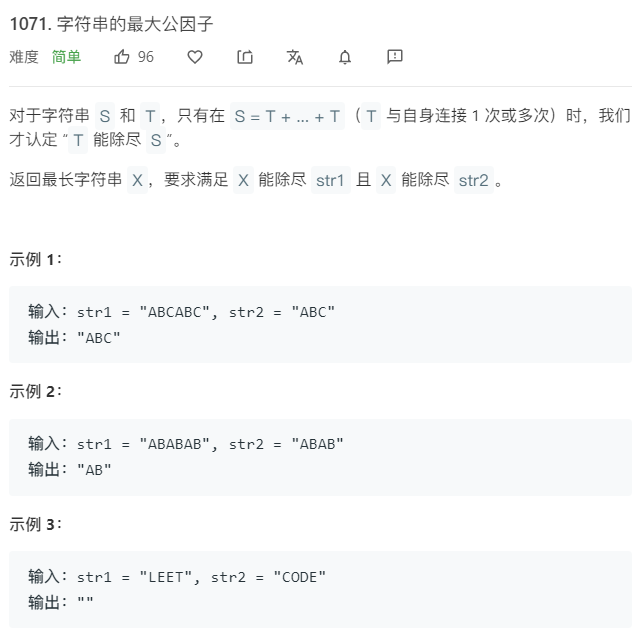 1071. 字符串的最大公因子
难度 简单 96
对于字符串 S 和 T，只有在 S = T + ... + T（T 与自身连接 1 次或多次）时，我们
才认定 “T 能除尽 S”。
返回最长字符串 X，要求满足 X 能除尽 str1 且 X 能除尽 str2。
示例 1：
输入：str1 = "ABCABC", str2 = "ABC"
输出："ABC"
示例 2：
输入：str1 = "ABABAB", str2 = "ABAB"
输出："AB"
示例 3：
输入：str1 = "LEET", str2 = "CODE"
输出：""